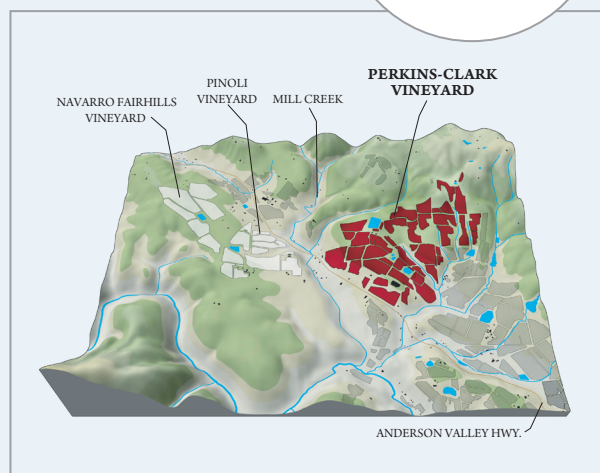 PERKINS-CLARK
VINEYARD
PINOLI
VINEYARD
MILL CREEK
NAVARRO FAIRHILLS
VINEYARD
ANDERSON VALLEY HWY.